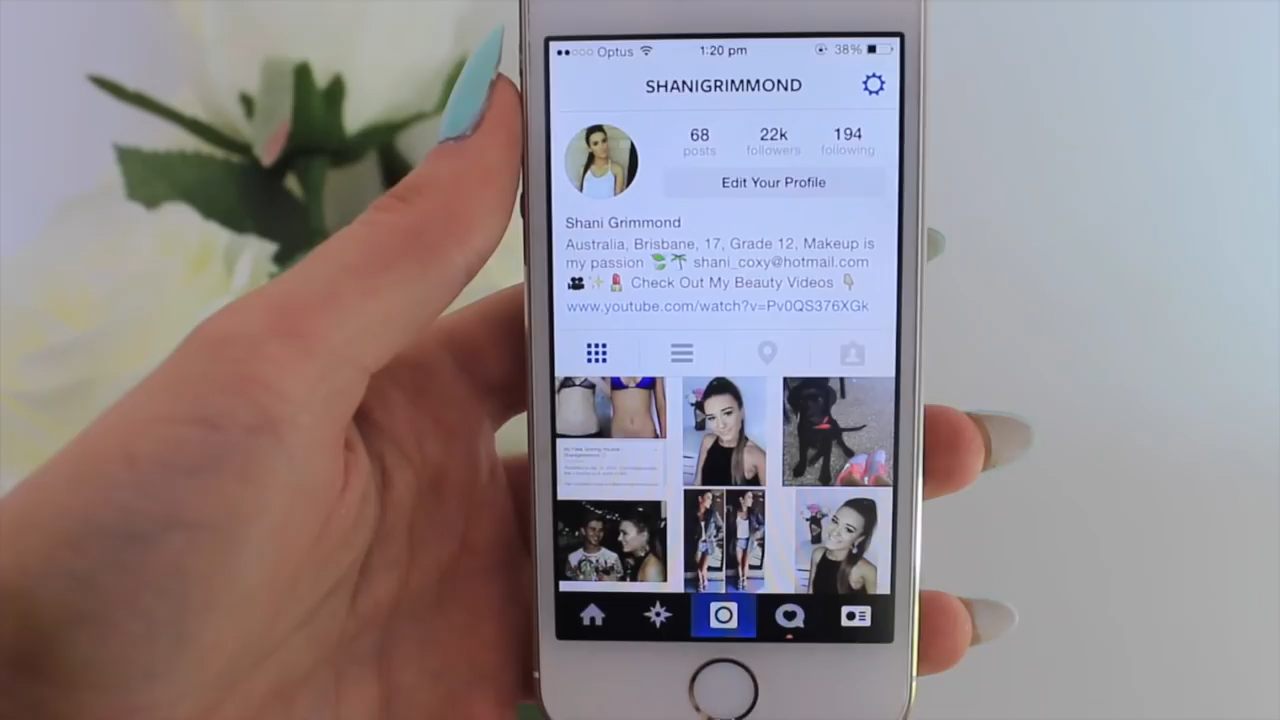 Optus 1:20 pm 38%
SHANIGRIMMOND
68 22k 194
posts followers following
Edit Your Profile
Shani Grimmond
Australia, Brisbane, 17, Grade 12, Makeup is
my passion 🍃🌴 shani_coxy@hotmail.com
🎥✨💄 Check Out My Beauty Videos 👇
www.youtube.com/watch?v=Pv0QS376XGk